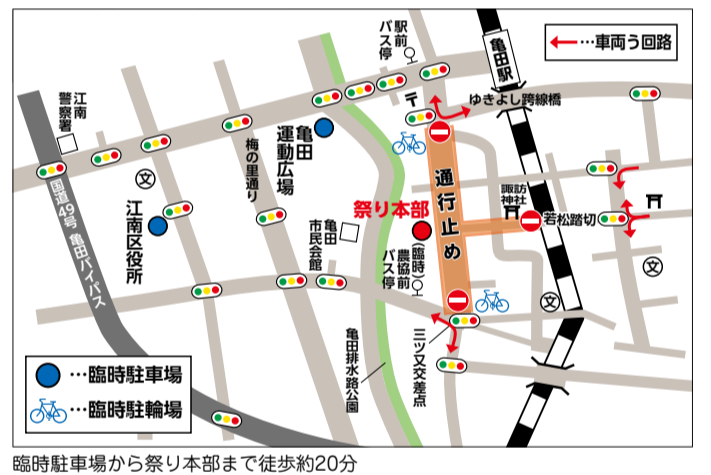 駅前
バス停
亀田駅
…車両う回路
ゆきよし跨線橋
江南
警察署
亀田
運動広場
梅の里通り
文
江南区役所
国道49号 亀田バイパス
通行止め
諏訪
神社
若松踏切
祭り本部
亀田
市民会館
(臨時)
農協前
バス停
文
文
三ツ又交差点
亀田排水路公園
…臨時駐車場
…臨時駐輪場
臨時駐車場から祭り本部まで徒歩約20分